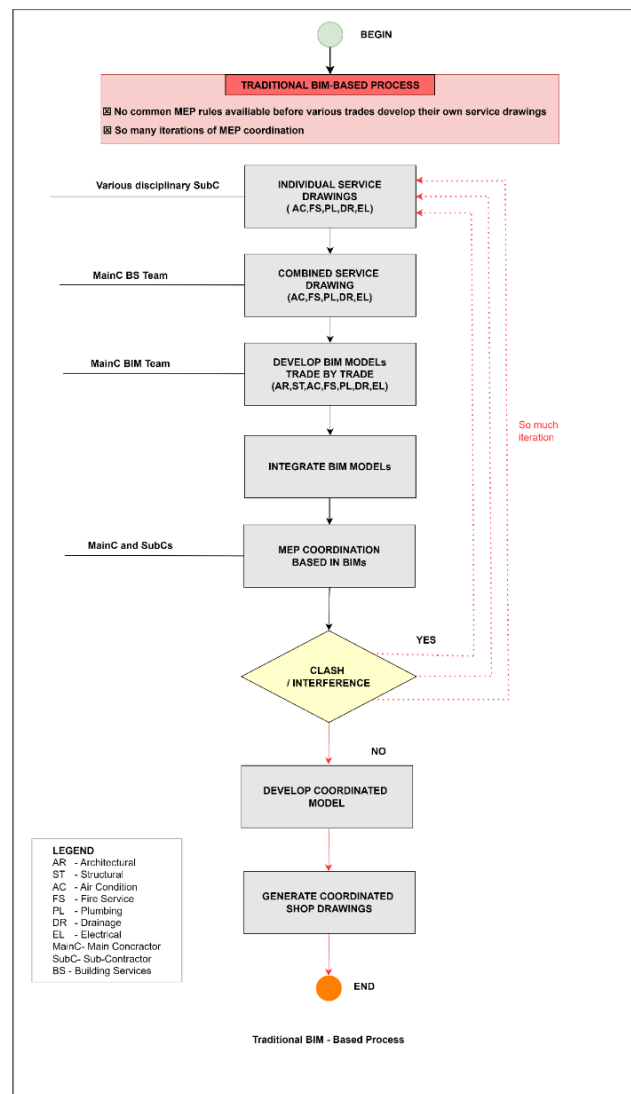 BEGIN
TRADITIONAL BIM-BASED PROCESS
☒ No commen MEP rules availiable before various trades develop their own service drawings
☒ So many iterations of MEP coordination
Various disciplinary SubC
INDIVIDUAL SERVICE
DRAWINGS
( AC,FS,PL,DR,EL)
MainC BS Team
COMBINED SERVICE
DRAWING
(AC,FS,PL,DR,EL)
MainC BIM Team
DEVELOP BIM MODELs
TRADE BY TRADE
(AR,ST,AC,FS,PL,DR,EL)
So much
iteration
INTEGRATE BIM MODELs
MainC and SubCs
MEP COORDINATION
BASED IN BIMs
YES
CLASH
/ INTERFERENCE
NO
DEVELOP COORDINATED
MODEL
LEGEND
AR - Architectural
ST - Structural
AC - Air Condition
FS - Fire Service
PL - Plumbing
DR - Drainage
EL - Electrical
MainC- Main Concractor
SubC- Sub-Contractor
BS - Building Services
GENERATE COORDINATED
SHOP DRAWINGS
END
Traditional BIM - Based Process